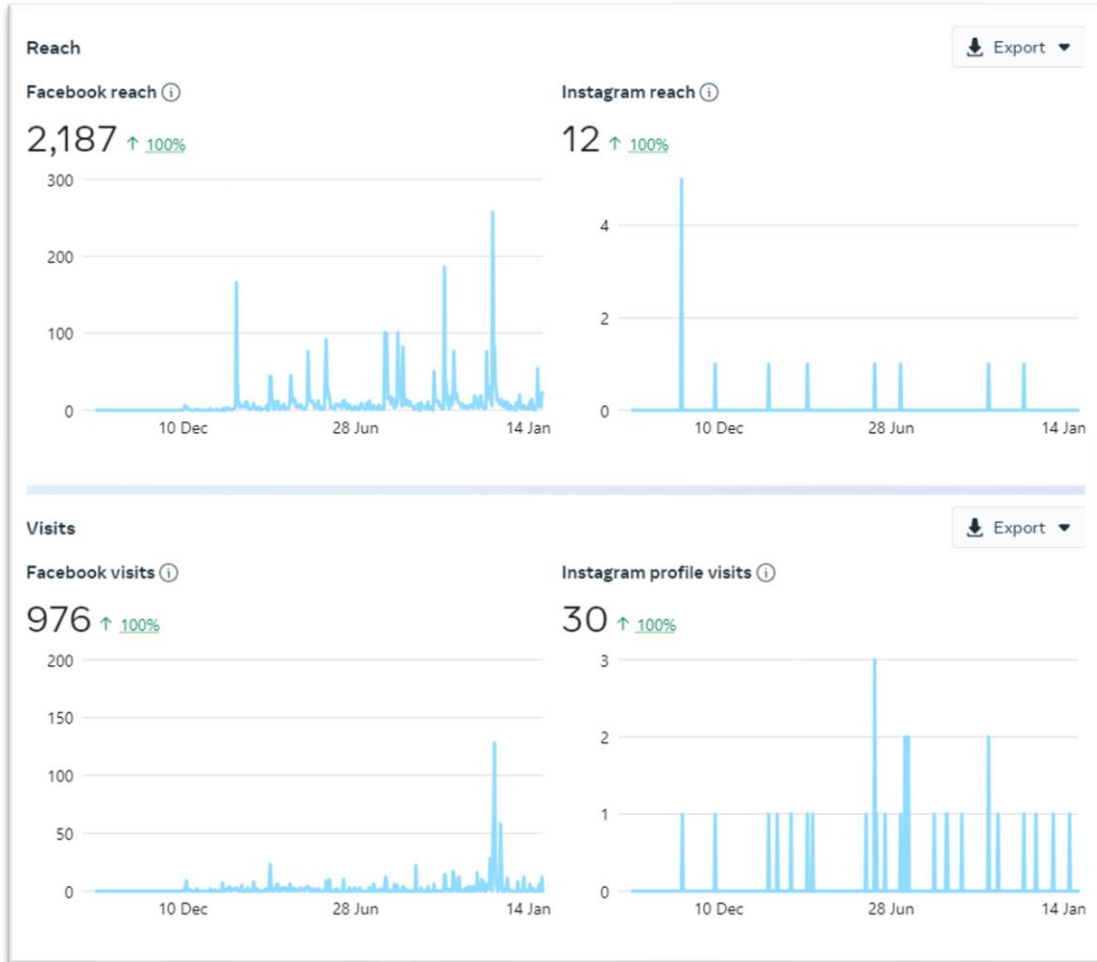 Reach
Export
Facebook reach
Instagram reach
2,187 ↑ 100%
12 ↑ 100%
300
200
100
0
10 Dec 28 Jun 14 Jan
4
2
0
10 Dec 28 Jun 14 Jan
Visits
Export
Facebook visits
Instagram profile visits
976 ↑ 100%
30 ↑ 100%
200
150
100
50
0
10 Dec 28 Jun 14 Jan
3
2
1
0
10 Dec 28 Jun 14 Jan